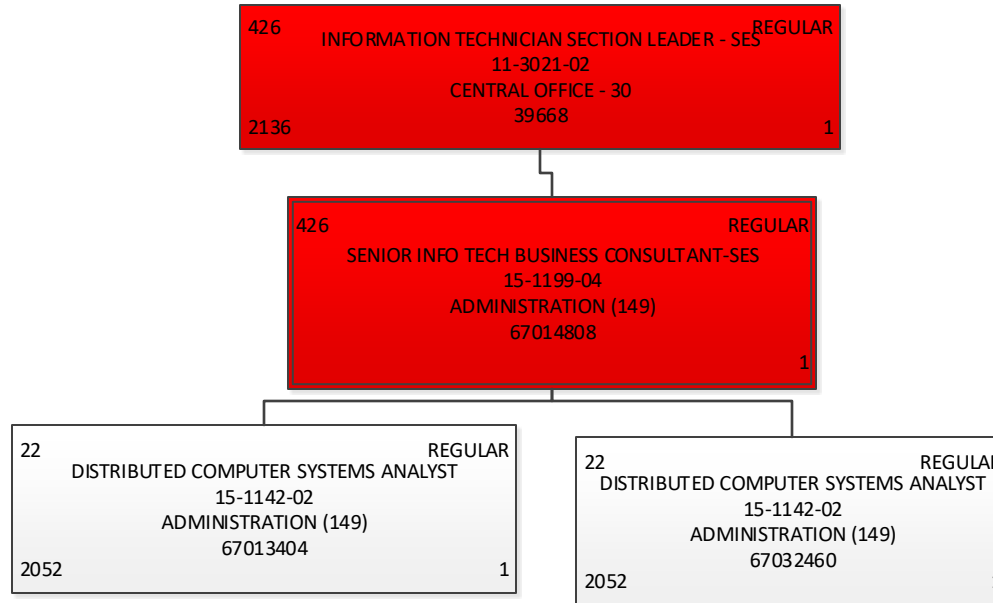 426 REGULAR
INFORMATION TECHNICIAN SECTION LEADER - SES
11-3021-02
CENTRAL OFFICE - 30
39668
2136 1
426 REGULAR
SENIOR INFO TECH BUSINESS CONSULTANT-SES
15-1199-04
ADMINISTRATION (149)
67014808
1
22 REGULAR
DISTRIBUTED COMPUTER SYSTEMS ANALYST
15-1142-02
ADMINISTRATION (149)
67013404
2052 1
22 REGULAR
DISTRIBUTED COMPUTER SYSTEMS ANALYST
15-1142-02
ADMINISTRATION (149)
67032460
2052